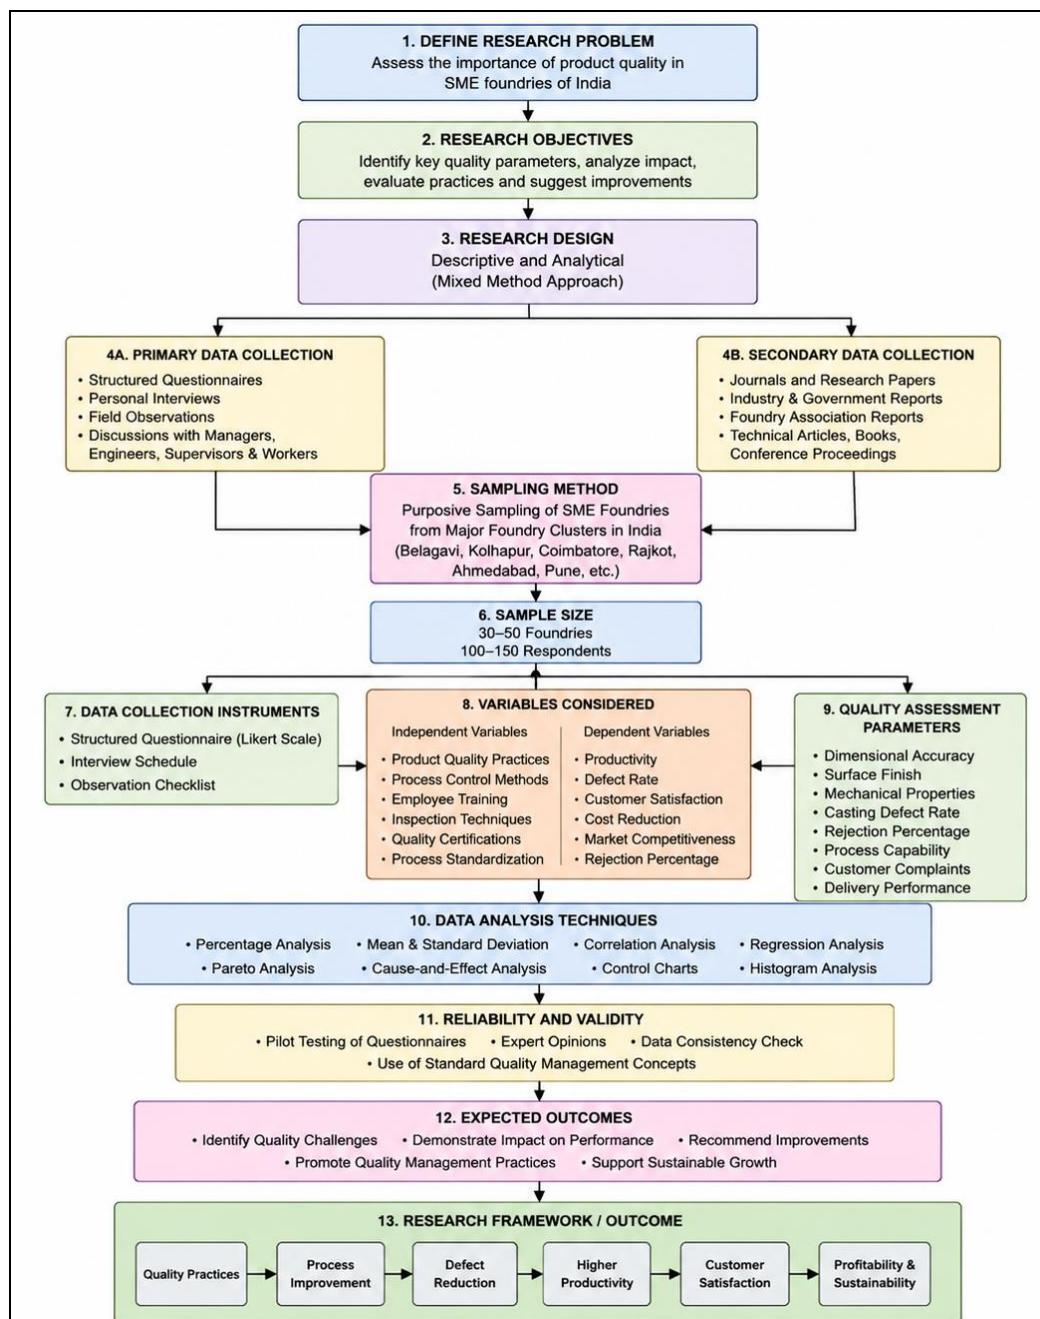 1. DEFINE RESEARCH PROBLEM
Assess the importance of product quality in
SME foundries of India
2. RESEARCH OBJECTIVES
Identify key quality parameters, analyze impact,
evaluate practices and suggest improvements
3. RESEARCH DESIGN
Descriptive and Analytical
(Mixed Method Approach)
4A. PRIMARY DATA COLLECTION
• Structured Questionnaires
• Personal Interviews
• Field Observations
• Discussions with Managers,
Engineers, Supervisors & Workers
4B. SECONDARY DATA COLLECTION
• Journals and Research Papers
• Industry & Government Reports
• Foundry Association Reports
• Technical Articles, Books,
Conference Proceedings
5. SAMPLING METHOD
Purposive Sampling of SME Foundries
from Major Foundry Clusters in India
(Belagavi, Kolhapur, Coimbatore, Rajkot,
Ahmedabad, Pune, etc.)
6. SAMPLE SIZE
30–50 Foundries
100–150 Respondents
7. DATA COLLECTION INSTRUMENTS
• Structured Questionnaire (Likert Scale)
• Interview Schedule
• Observation Checklist
8. VARIABLES CONSIDERED
Independent Variables
• Product Quality Practices
• Process Control Methods
• Employee Training
• Inspection Techniques
• Quality Certifications
• Process Standardization
Dependent Variables
• Productivity
• Defect Rate
• Customer Satisfaction
• Cost Reduction
• Market Competitiveness
• Rejection Percentage
9. QUALITY ASSESSMENT
PARAMETERS
• Dimensional Accuracy
• Surface Finish
• Mechanical Properties
• Casting Defect Rate
• Rejection Percentage
• Process Capability
• Customer Complaints
• Delivery Performance
10. DATA ANALYSIS TECHNIQUES
• Percentage Analysis • Mean & Standard Deviation • Correlation Analysis • Regression Analysis
• Pareto Analysis • Cause-and-Effect Analysis • Control Charts • Histogram Analysis
11. RELIABILITY AND VALIDITY
• Pilot Testing of Questionnaires • Expert Opinions • Data Consistency Check
• Use of Standard Quality Management Concepts
12. EXPECTED OUTCOMES
• Identify Quality Challenges • Demonstrate Impact on Performance • Recommend Improvements
• Promote Quality Management Practices • Support Sustainable Growth
13. RESEARCH FRAMEWORK / OUTCOME
Quality Practices
Process
Improvement
Defect
Reduction
Higher
Productivity
Customer
Satisfaction
Profitability &
Sustainability